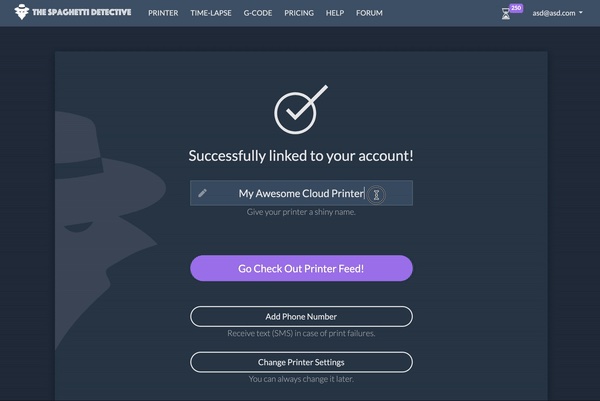 THE SPAGHETTI DETECTIVE PRINTER TIME-LAPSE G-CODE PRICING HELP FORUM 250 asd@asd.com
Successfully linked to your account!
My Awesome Cloud Printer
Give your printer a shiny name.
Go Check Out Printer Feed!
Add Phone Number
Receive text (SMS) in case of print failures.
Change Printer Settings
You can always change it later.